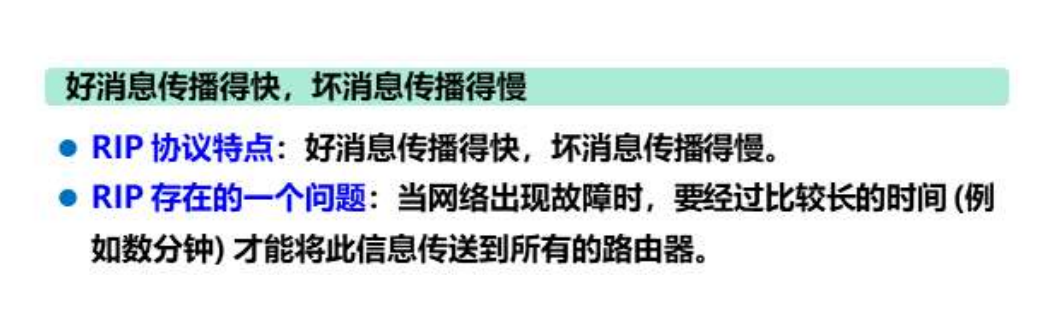 好消息传播得快，坏消息传播得慢
RIP 协议特点：好消息传播得快，坏消息传播得慢。
RIP 存在的一个问题：当网络出现故障时，要经过比较长的时间 (例
如数分钟) 才能将此信息传送到所有的路由器。